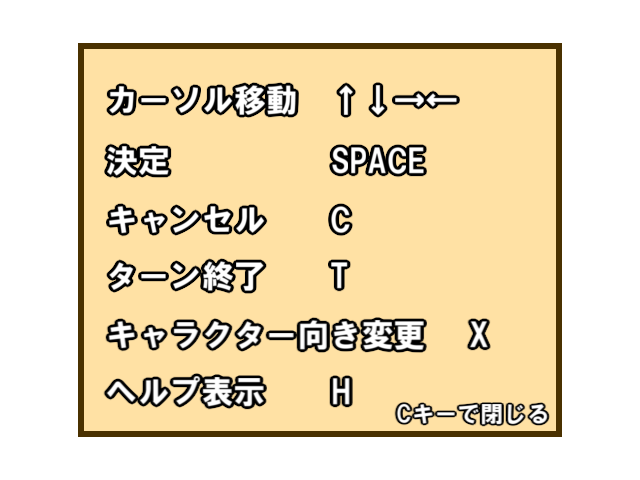 カーソル移動 ↑↓→←
決定 SPACE
キャンセル C
ターン終了 T
キャラクター向き変更 X
ヘルプ表示 H
Cキーで閉じる